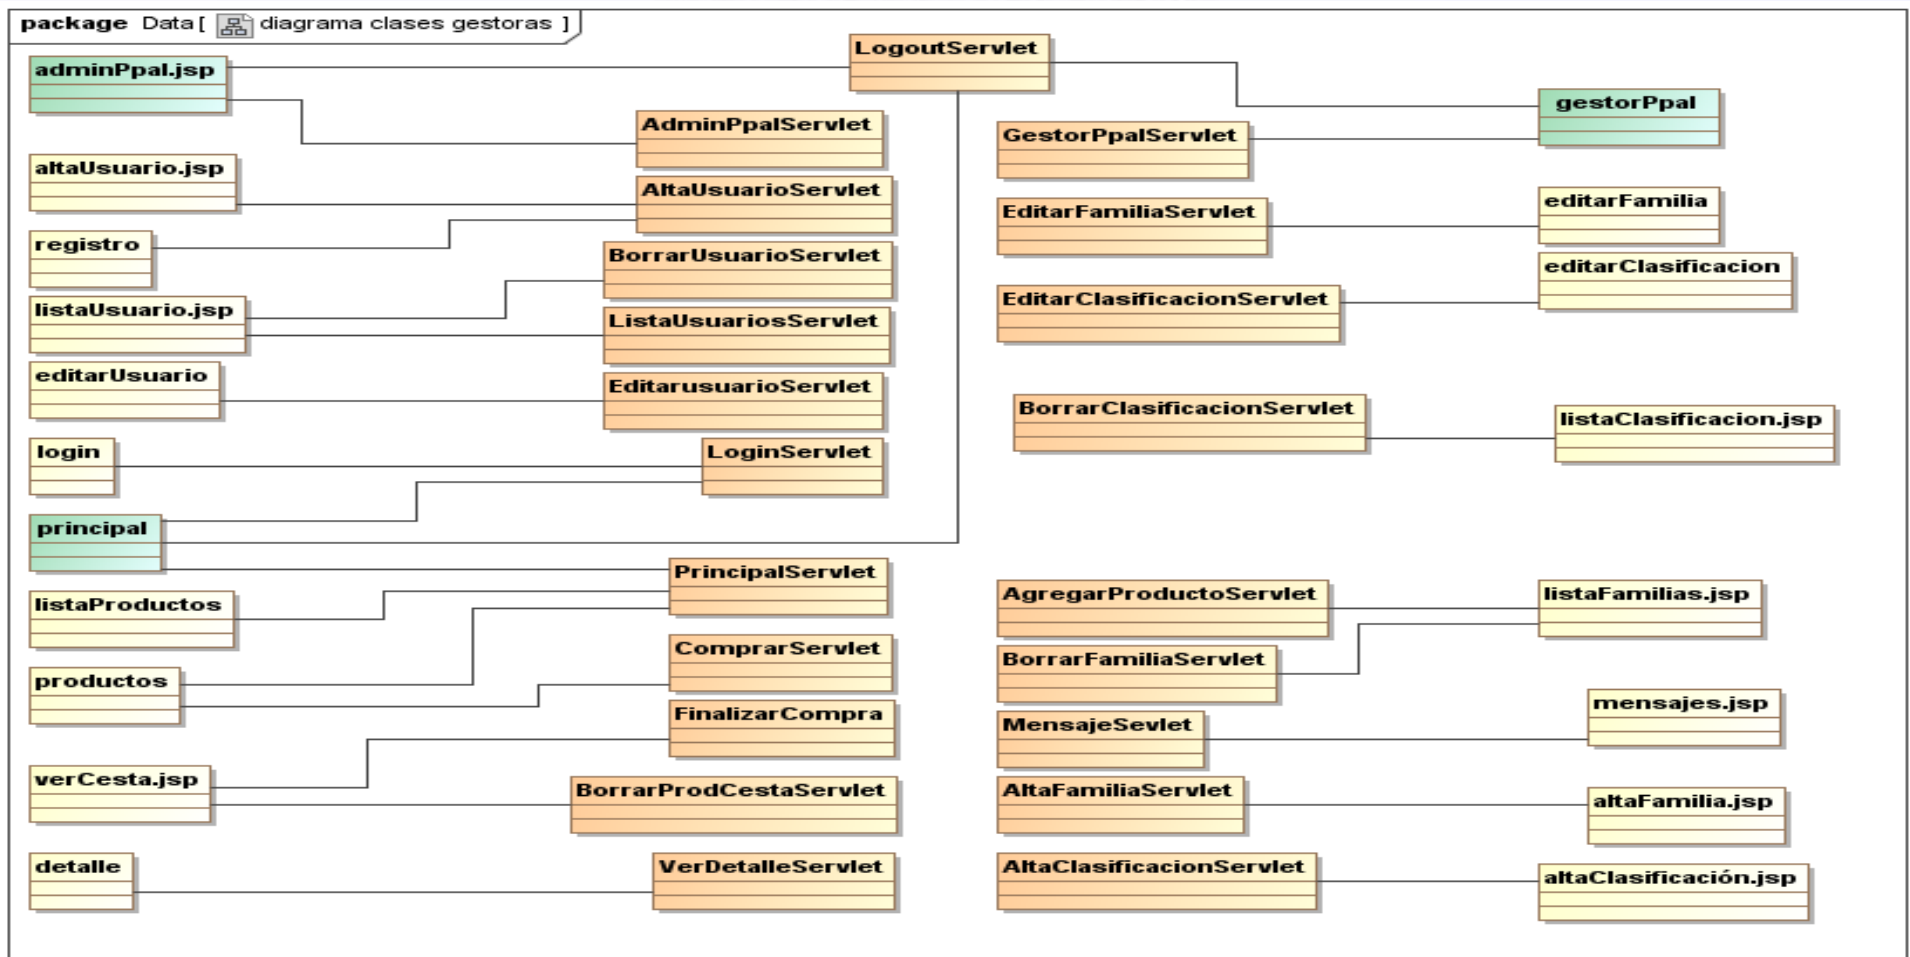 package Data [ diagrama clases gestoras ]
LogoutServlet
adminPpal.jsp
gestorPpal
AdminPpalServlet
GestorPpalServlet
altaUsuario.jsp
AltaUsuarioServlet
editarFamilia
EditarFamiliaServlet
registro
BorrarUsuarioServlet
editarClasificacion
EditarClasificacionServlet
listaUsuario.jsp
ListaUsuariosServlet
editarUsuario
EditarusuarioServlet
BorrarClasificacionServlet
listaClasificacion.jsp
login
LoginServlet
principal
PrincipalServlet
listaProductos
AgregarProductoServlet
listaFamilias.jsp
ComprarServlet
BorrarFamiliaServlet
productos
mensajes.jsp
FinalizarCompra
MensajeSevlet
verCesta.jsp
BorrarProdCestaServlet
AltaFamiliaServlet
altaFamilia.jsp
detalle
VerDetalleServlet
AltaClasificacionServlet
altaClasificación.jsp